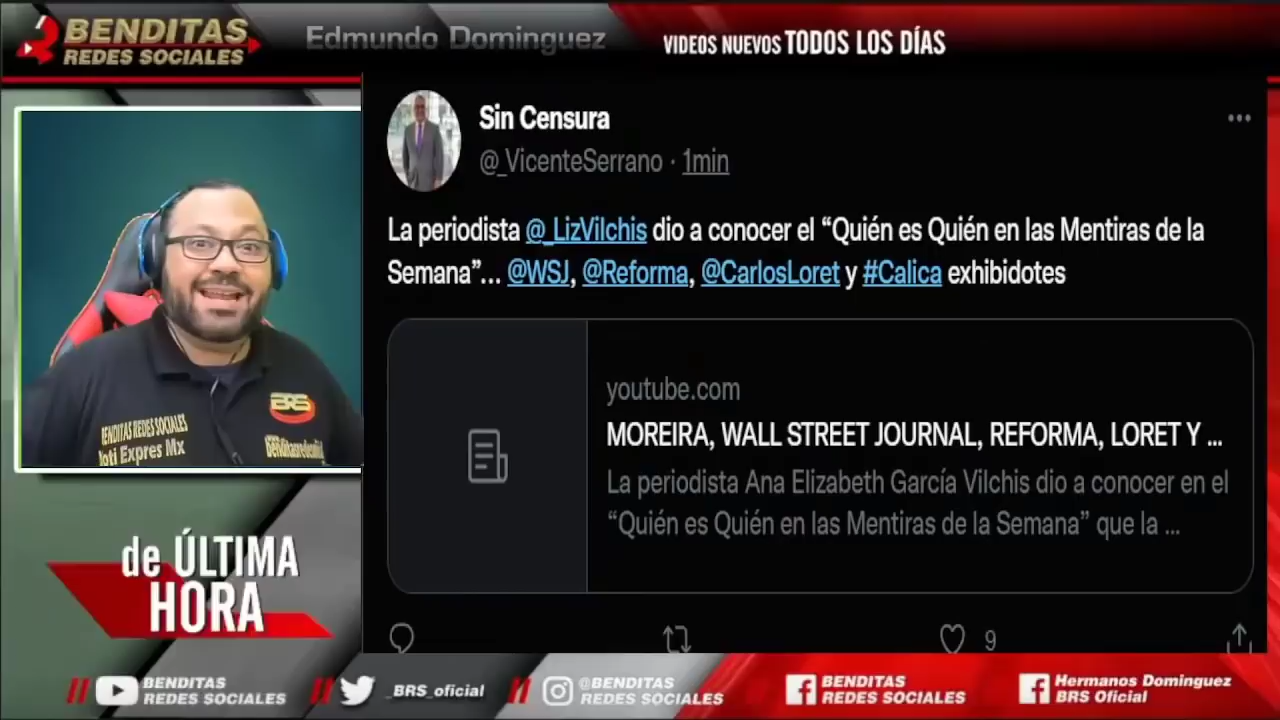 BENDITAS
REDES SOCIALES
Edmundo Dominguez
VIDEOS NUEVOS TODOS LOS DÍAS
Sin Censura
@_VicenteSerrano · 1min
La periodista @_LizVilchis dio a conocer el “Quién es Quién en las Mentiras de la
Semana”... @WSJ, @Reforma, @CarlosLoret y #Calica exhibidotes
youtube.com
MOREIRA, WALL STREET JOURNAL, REFORMA, LORET Y ...
La periodista Ana Elizabeth García Vilchis dio a conocer en el
“Quién es Quién en las Mentiras de la Semana” que la ...
9
BRS
BENDITAS REDES SOCIALES
Noti Expres Mx
de ÚLTIMA
HORA
BENDITAS
REDES SOCIALES
_BRS_oficial
@BENDITAS
REDES SOCIALES
BENDITAS
REDES SOCIALES
Hermanos Dominguez
BRS Oficial